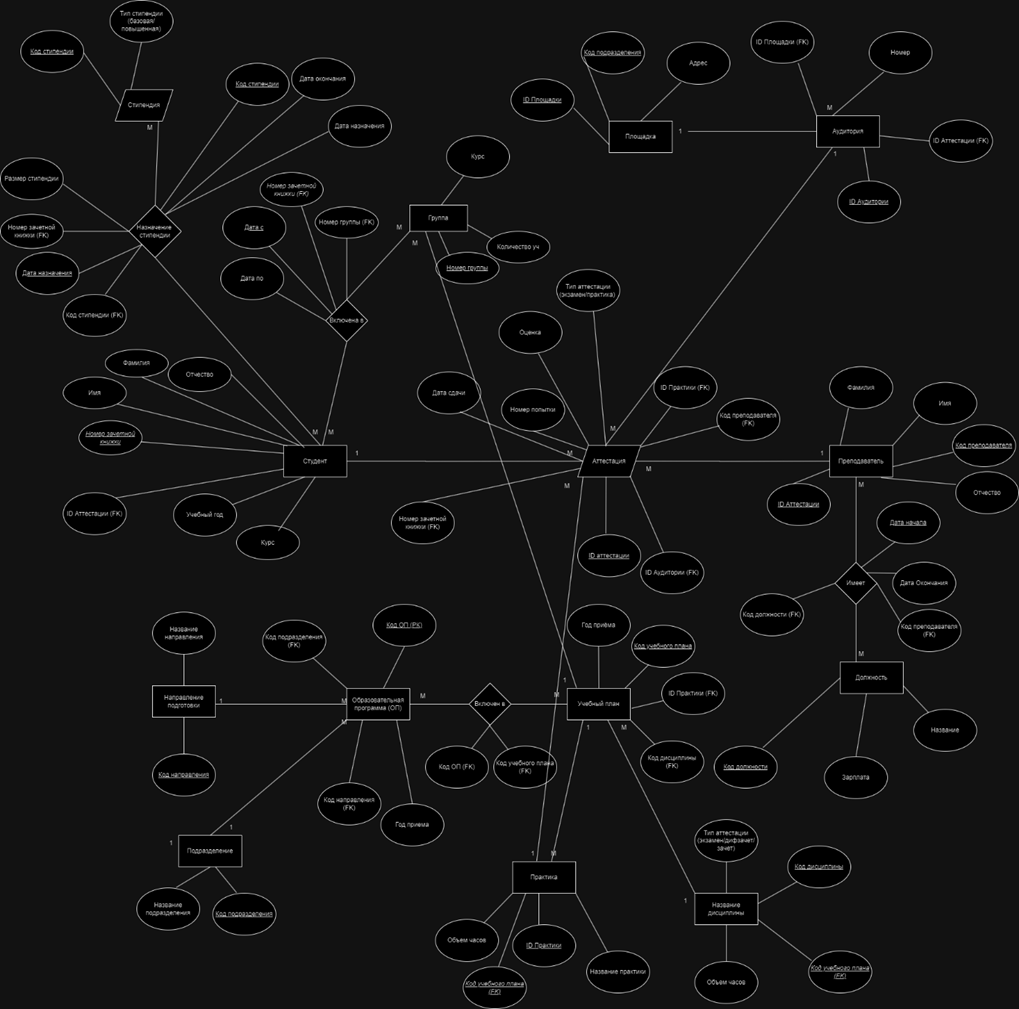 Тип стипендии
(базовая/
повышенная)
Код стипендии
Стипендия
М
Код стипендии
Дата окончания
Дата назначения
Размер стипендии
Номер зачетной
книжки (FK)
Дата назначения
Код стипендии (FK)
Назначение
стипендии
Номер зачетной
книжки (FK)
Дата с
Номер группы (FK)
Дата по
Включена в
Курс
Группа
М
М
Количество уч
Номер группы
Код подразделения
Адрес
ID Площадки
Площадка
1
ID Площадки (FK)
Номер
М
Аудитория
1
ID Аттестации (FK)
ID Аудитории
Тип аттестации
(экзамен/практика)
Оценка
Дата сдачи
Номер попытки
ID Практики (FK)
Код преподавателя
(FK)
М
Аттестация
М
М
М
Номер зачетной
книжки (FK)
ID аттестации
ID Аудитории (FK)
Фамилия
Отчество
Имя
Номер зачетной
книжки
М
М
Студент
1
ID Аттестации (FK)
Учебный год
Курс
Фамилия
Имя
Код преподавателя
1
Преподаватель
М
ID Аттестации
Отчество
Дата начала
Имеет
Дата Окончания
Код должности (FK)
Код преподавателя
(FK)
М
Должность
Код должности
Зарплата
Название
Название
направления
Направление
подготовки
1
Код направления
Код подразделения
(FK)
Код ОП (РК)
М
М
Образовательная
программа (ОП)
М
Код направления
(FK)
Год приема
Включен в
Код ОП (FK)
Код учебного плана
(FK)
Год приёма
Код учебного плана
1
М
Учебный план
ID Практики (FK)
1
М
Код дисциплины
(FK)
1
1
Подразделение
Название
подразделения
Код подразделения
1
М
Практика
Объем часов
ID Практики
Название практики
Код учебного плана
(FK)
Тип аттестации
(экзамен/дифзачет/
зачет)
Код дисциплины
1
Название
дисциплины
Объем часов
Код учебного плана
(FK)